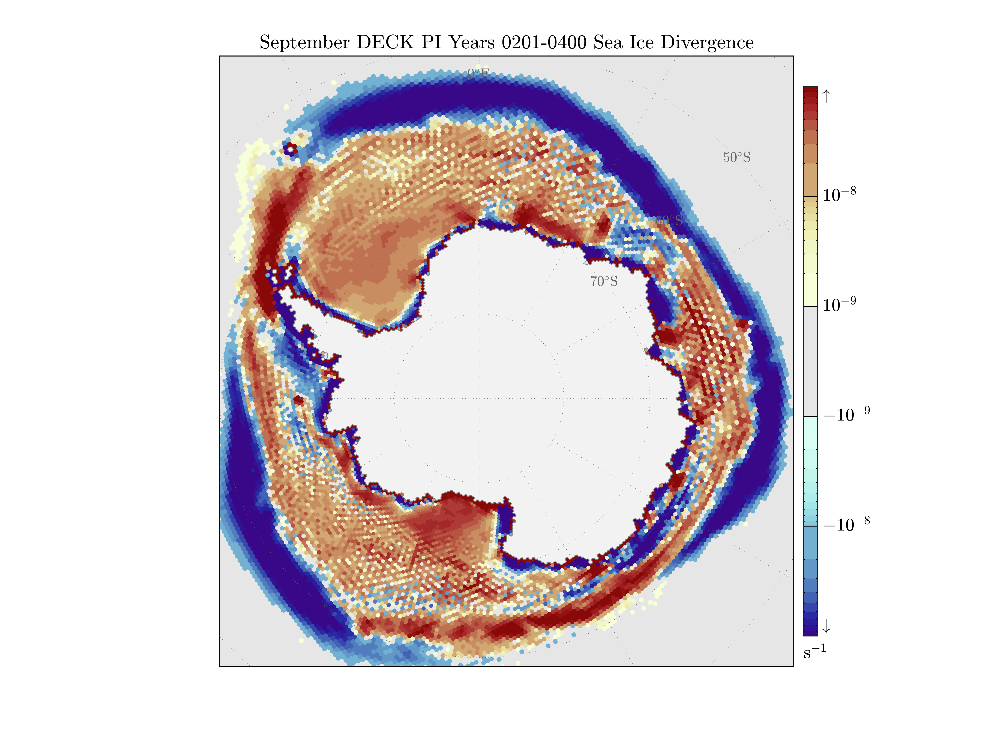 September DECK PI Years 0201-0400 Sea Ice Divergence
0°E
50°S
60°S
70°S
↑
10⁻⁸
10⁻⁹
−10⁻⁹
−10⁻⁸
↓
s⁻¹